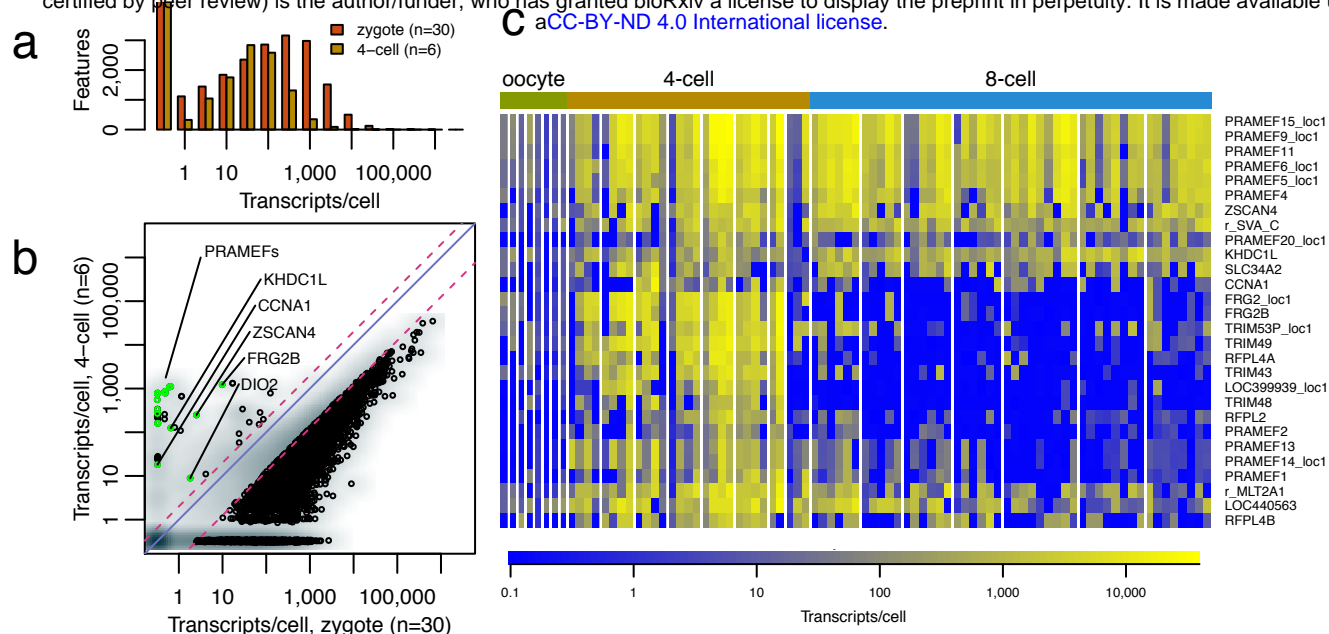 certified by peer review) is the author/funder, who has granted bioRxiv a license to display the preprint in perpetuity. It is made available
aCC-BY-ND 4.0 International license.
a
zygote (n=30)
4−cell (n=6)
Features
2,000
0
1 10 1,000 100,000
Transcripts/cell
b
PRAMEFs
KHDC1L
CCNA1
ZSCAN4
FRG2B
DIO2
Transcripts/cell, 4−cell (n=6)
100,000
1,000
10
1
1 10 1,000 100,000
Transcripts/cell, zygote (n=30)
c
oocyte 4-cell 8-cell
PRAMEF15_loc1
PRAMEF9_loc1
PRAMEF11
PRAMEF6_loc1
PRAMEF5_loc1
PRAMEF4
ZSCAN4
r_SVA_C
PRAMEF20_loc1
KHDC1L
SLC34A2
CCNA1
FRG2_loc1
FRG2B
TRIM53P_loc1
TRIM49
RFPL4A
TRIM43
LOC399939_loc1
TRIM48
RFPL2
PRAMEF2
PRAMEF13
PRAMEF14_loc1
PRAMEF1
r_MLT2A1
LOC440563
RFPL4B
0.1 1 10 100 1,000 10,000
Transcripts/cell